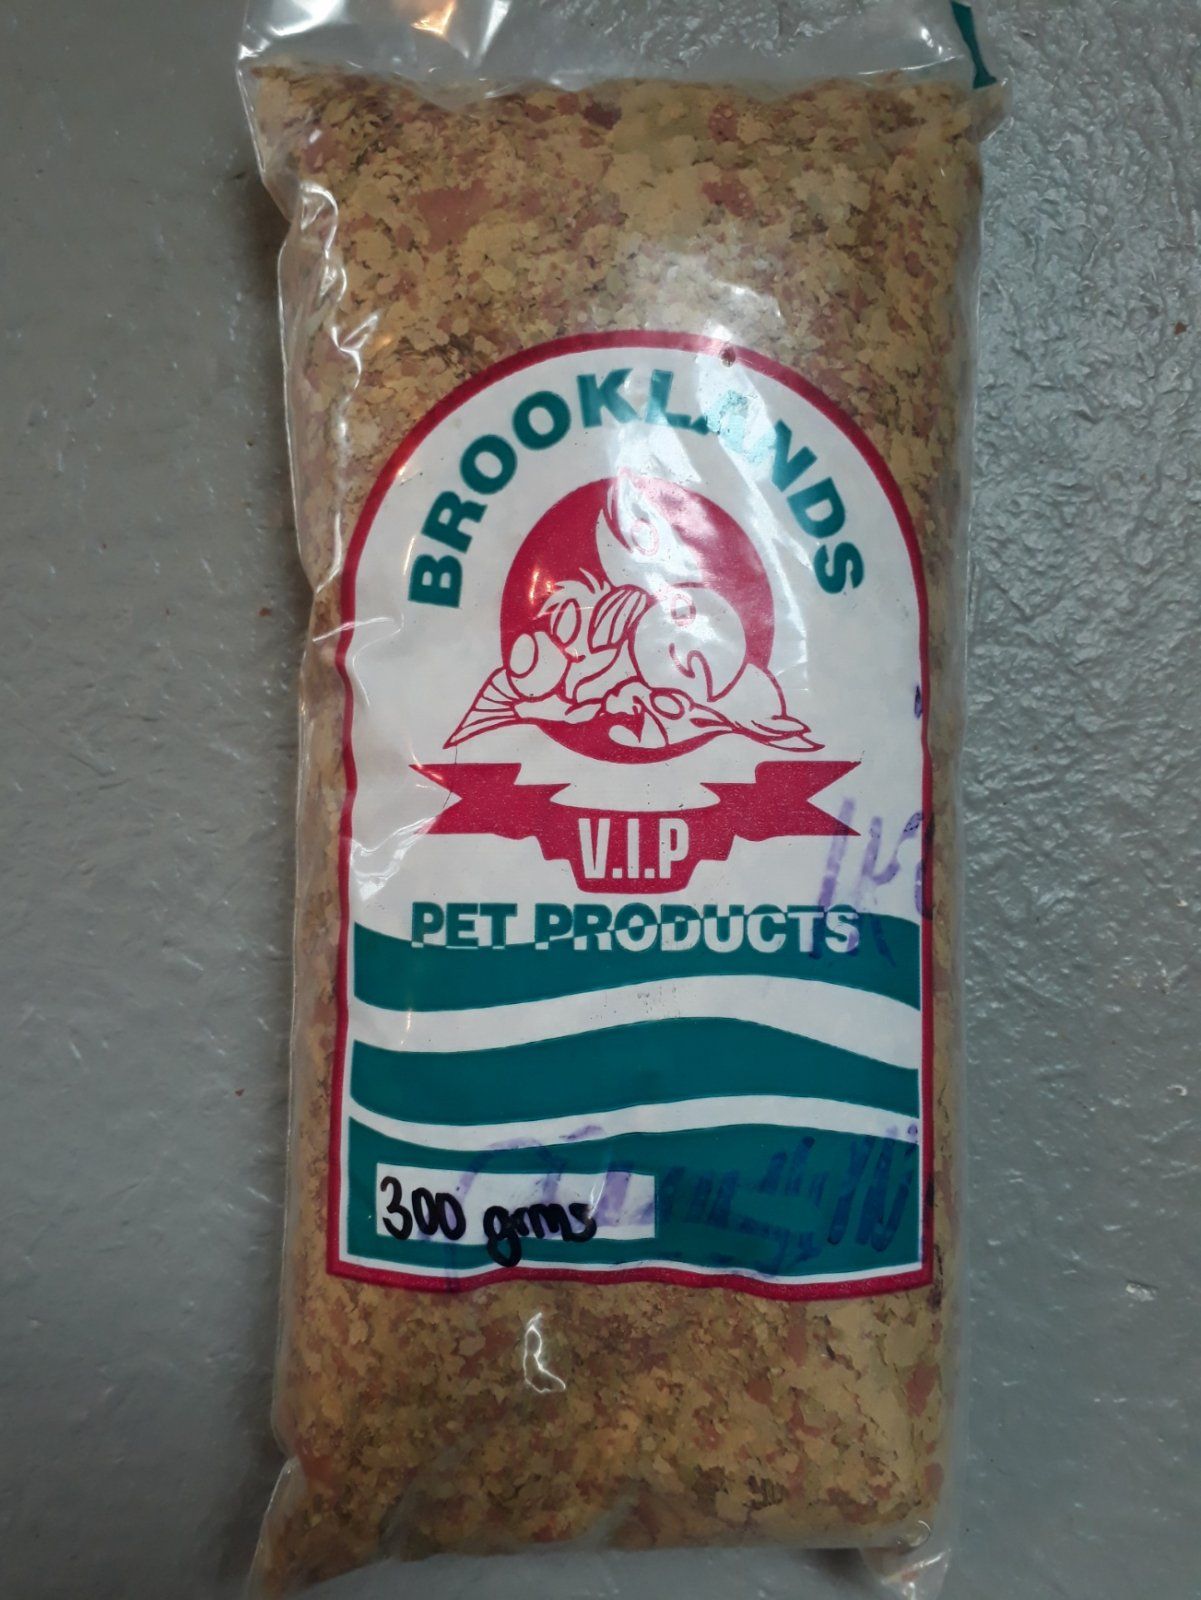 BROOKLANDS
V.I.P
PET PRODUCTS
300 grms